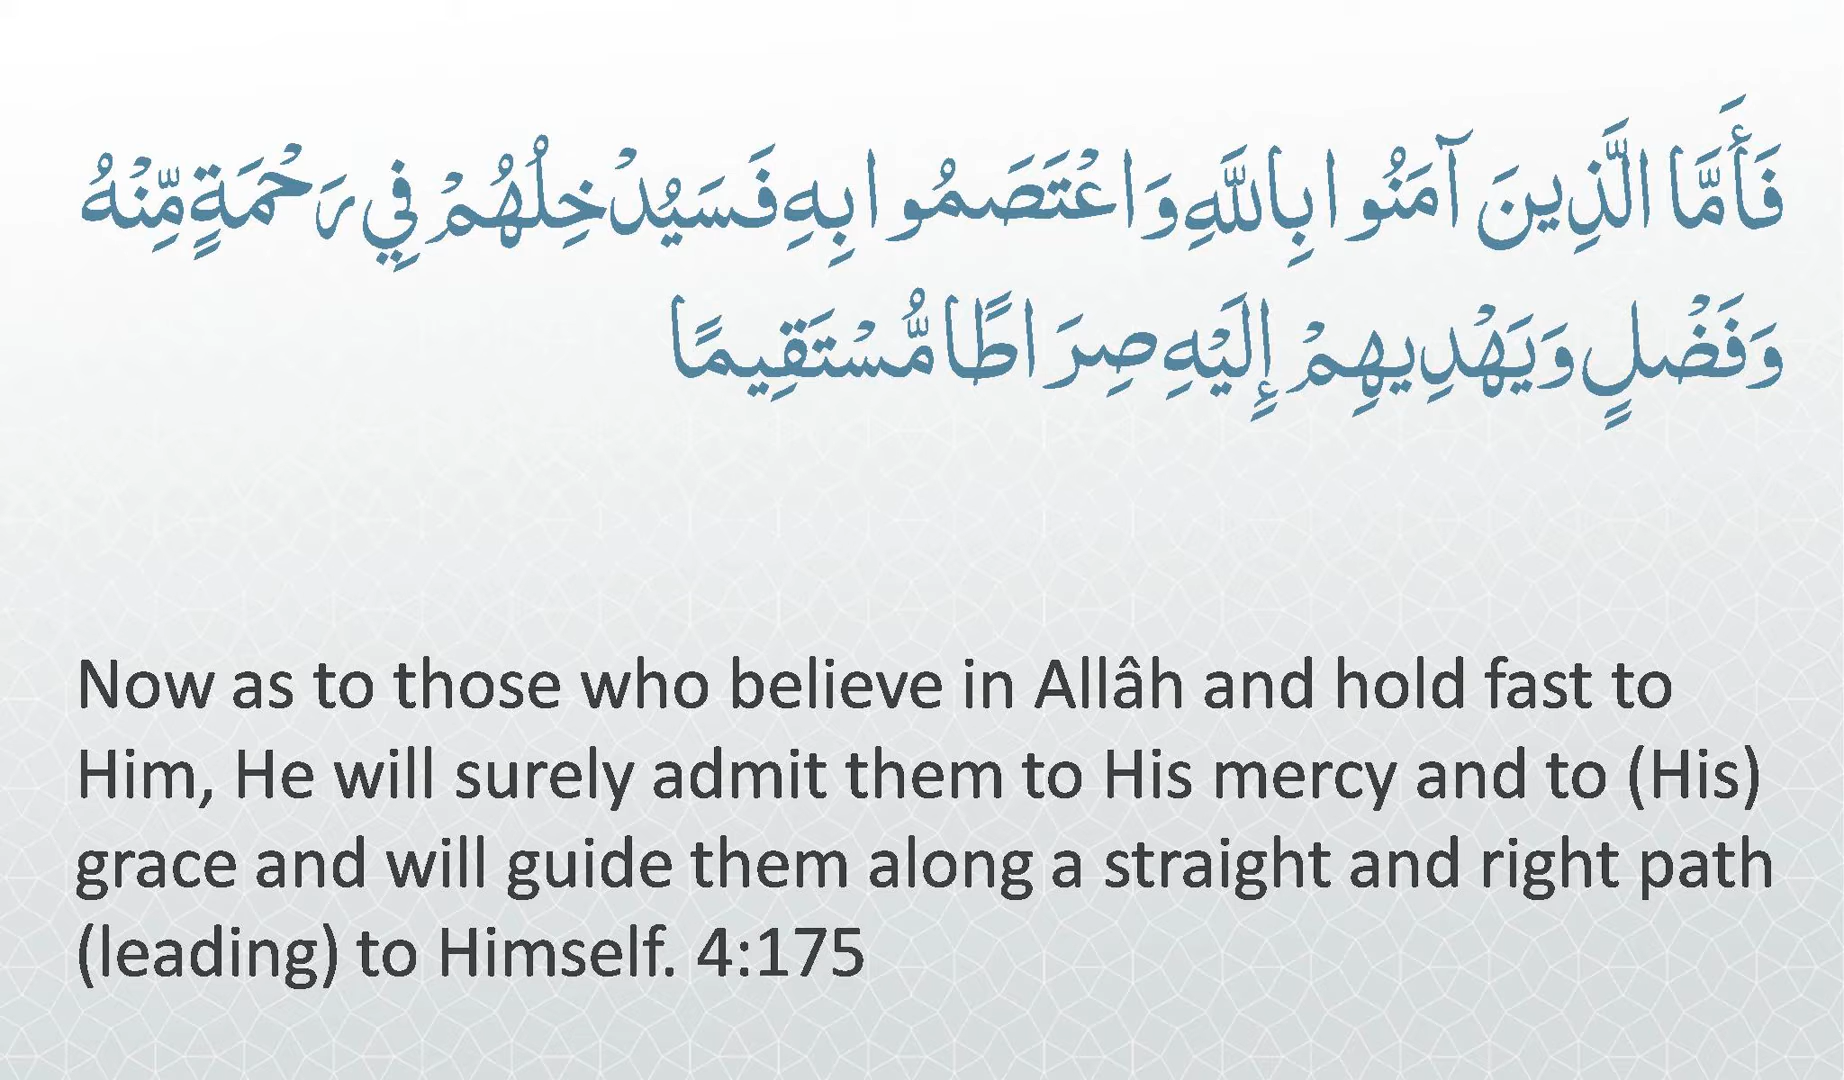 فَأَمَّا الَّذِينَ آمَنُوا بِاللَّهِ وَاعْتَصَمُوا بِهِ فَسَيُدْخِلُهُمْ فِي رَحْمَةٍ مِّنْهُ
وَفَضْلٍ وَيَهْدِيهِمْ إِلَيْهِ صِرَاطًا مُّسْتَقِيمًا
Now as to those who believe in Allâh and hold fast to
Him, He will surely admit them to His mercy and to (His)
grace and will guide them along a straight and right path
(leading) to Himself. 4:175